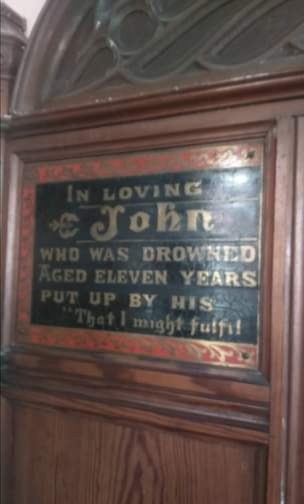 IN LOVING
John
WHO WAS DROWNED
AGED ELEVEN YEARS
PUT UP BY HIS
"That I might fulfil